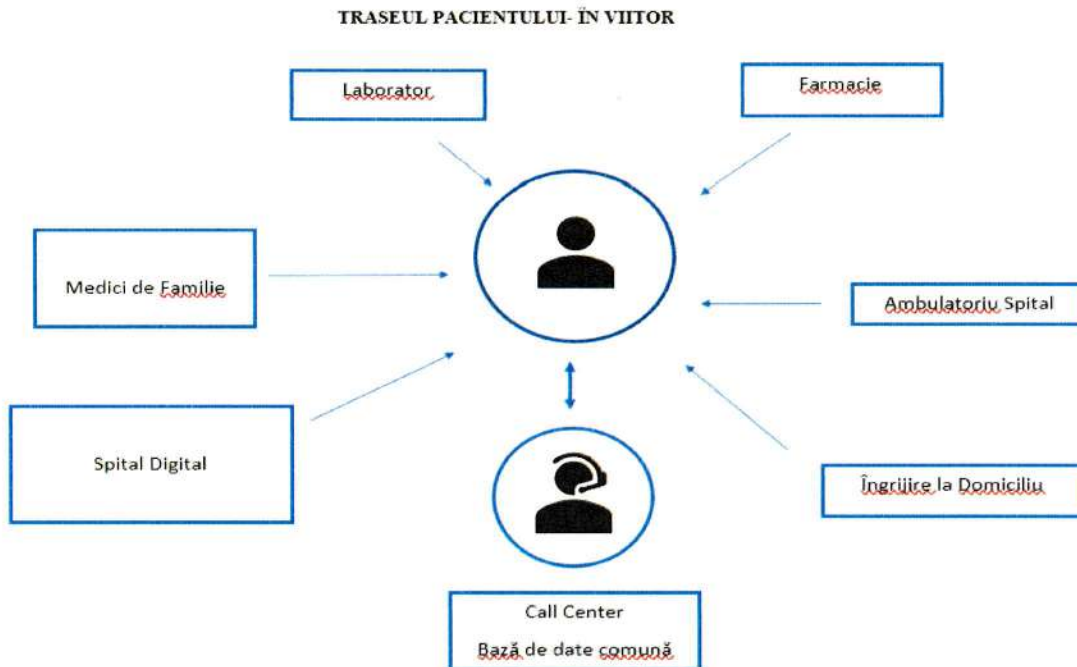 TRASEUL PACIENTULUI- ÎN VIITOR
Laborator
Farmacie
Medici de Familie
Ambulatoriu Spital
Spital Digital
Îngrijire la Domiciliu
Call Center
Bază de date comună